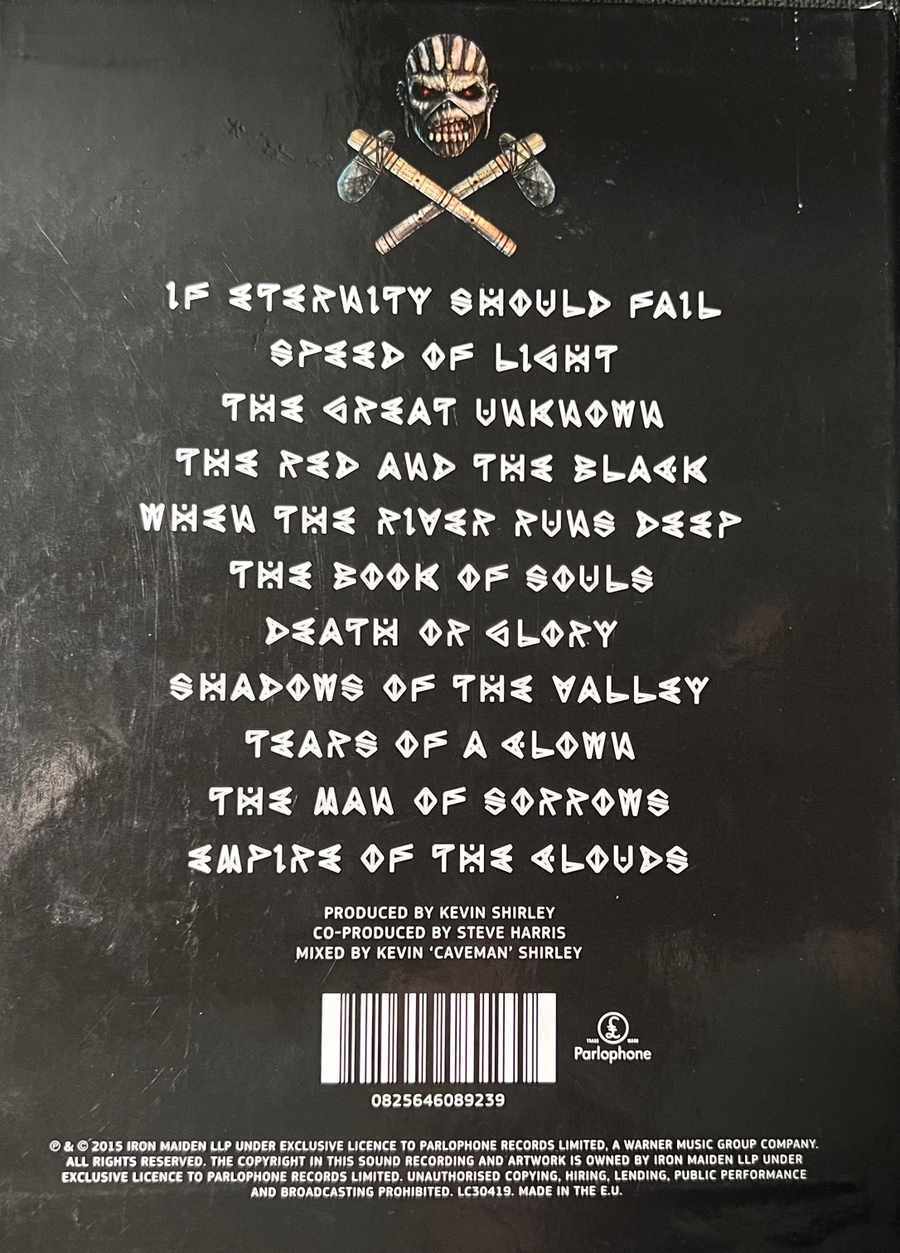 IF ETERNITY SHOULD FAIL
SPEED OF LIGHT
THE GREAT UNKNOWN
THE RED AND THE BLACK
WHEN THE RIVER RUNS DEEP
THE BOOK OF SOULS
DEATH OR GLORY
SHADOWS OF THE VALLEY
TEARS OF A CLOWN
THE MAN OF SORROWS
EMPIRE OF THE CLOUDS
PRODUCED BY KEVIN SHIRLEY
CO-PRODUCED BY STEVE HARRIS
MIXED BY KEVIN ‘CAVEMAN’ SHIRLEY
£
TRADE MARK
Parlophone
0825646089239
℗ & © 2015 IRON MAIDEN LLP UNDER EXCLUSIVE LICENCE TO PARLOPHONE RECORDS LIMITED, A WARNER MUSIC GROUP COMPANY.
ALL RIGHTS RESERVED. THE COPYRIGHT IN THIS SOUND RECORDING AND ARTWORK IS OWNED BY IRON MAIDEN LLP UNDER
EXCLUSIVE LICENCE TO PARLOPHONE RECORDS LIMITED. UNAUTHORISED COPYING, HIRING, LENDING, PUBLIC PERFORMANCE
AND BROADCASTING PROHIBITED. LC30419. MADE IN THE E.U.